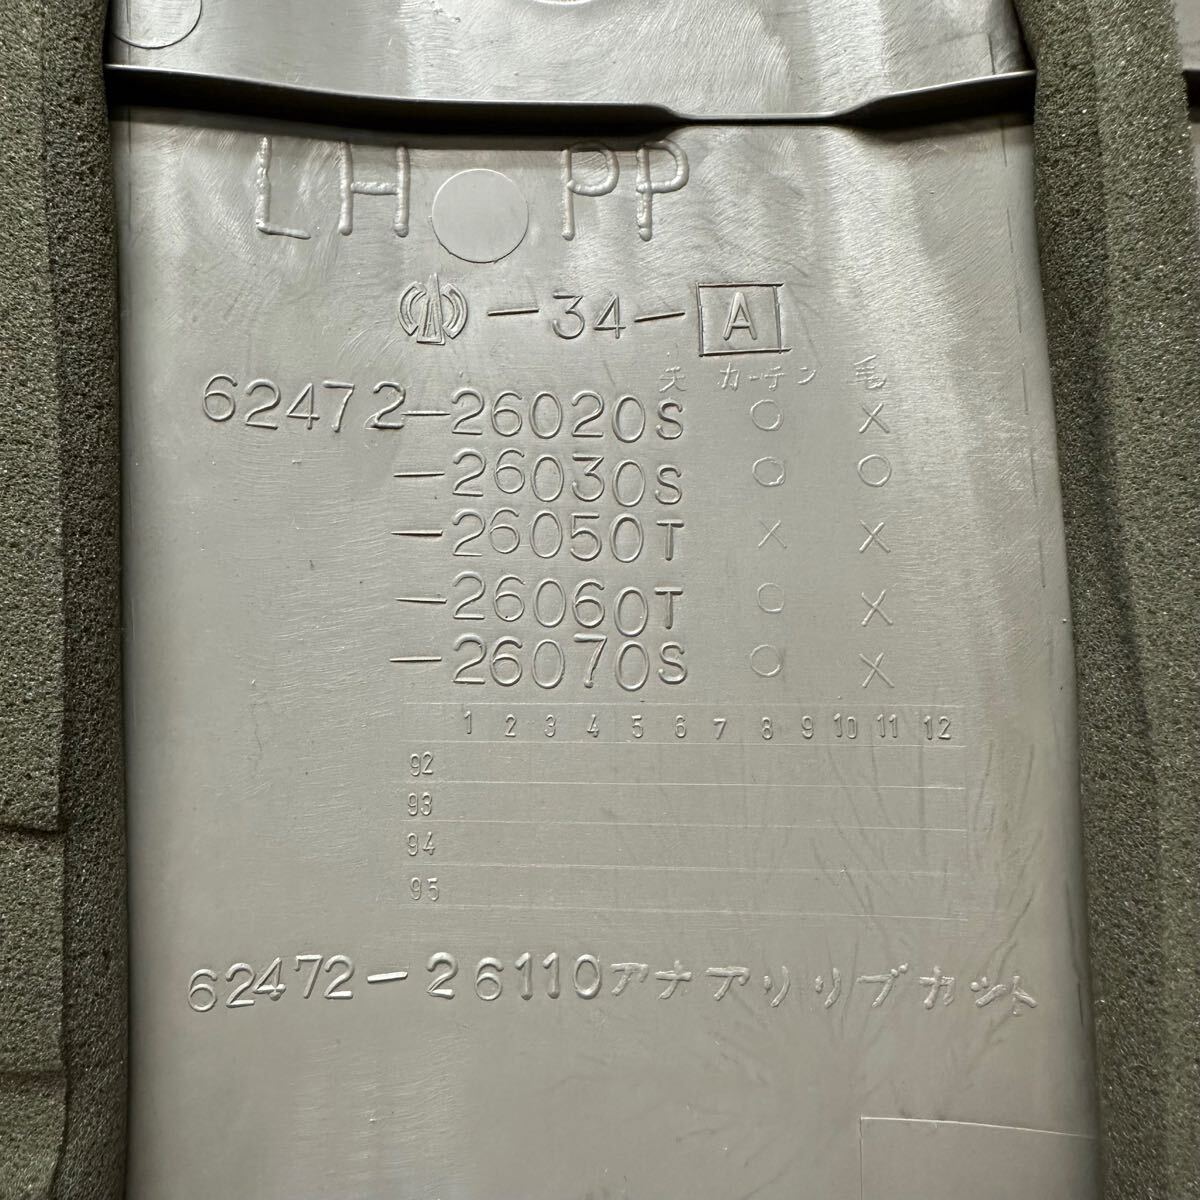 LH PP
-34-A
天 カーテン 毛
62472-26020S ○ ×
-26030S ○ ○
-26050T × ×
-26060T ○ ×
-26070S ○ ×
1 2 3 4 5 6 7 8 9 10 11 12
92
93
94
95
62472-26110アナアリリブカット